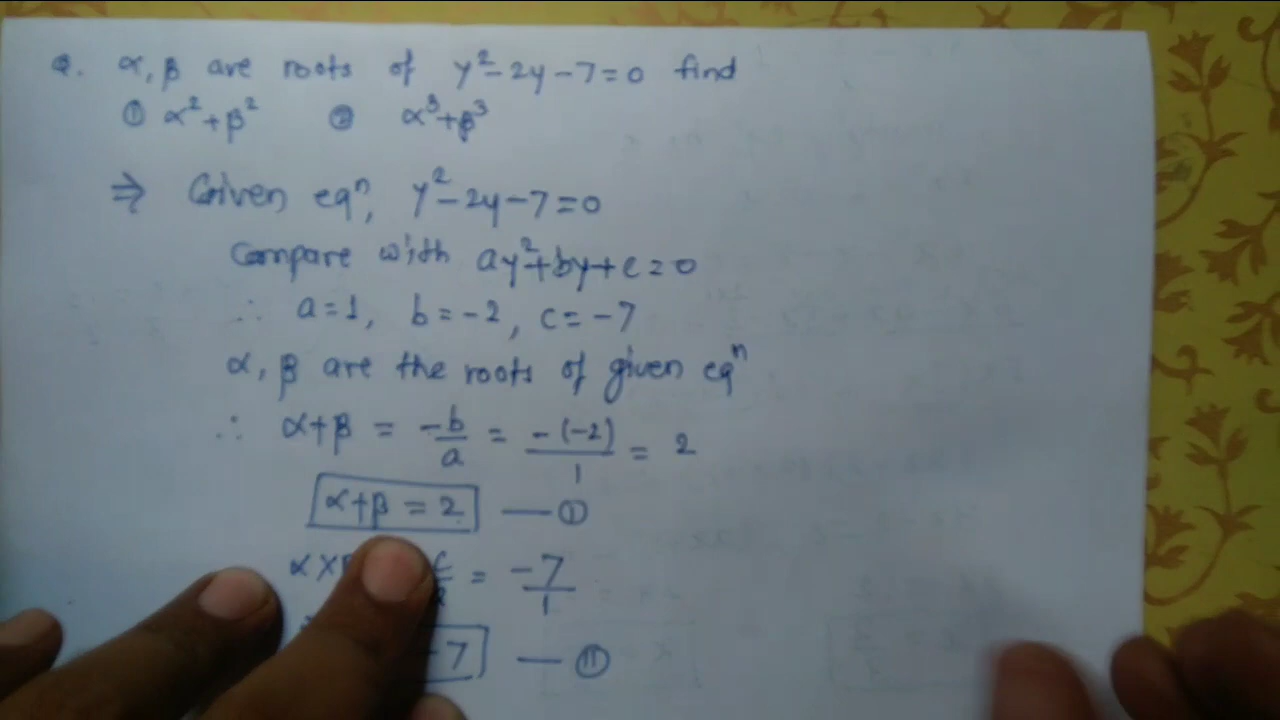 Q. α, β are roots of y²-2y-7=0 find
① α²+β² ② α³+β³
⇒ Given eqⁿ, y²-2y-7=0
Compare with ay²+by+c=0
∴ a=1, b=-2, c=-7
α, β are the roots of given eqⁿ
∴ α+β = -b/a = -(-2)/1 = 2
α+β = 2 —①
α× = -7/1
7 —⑪